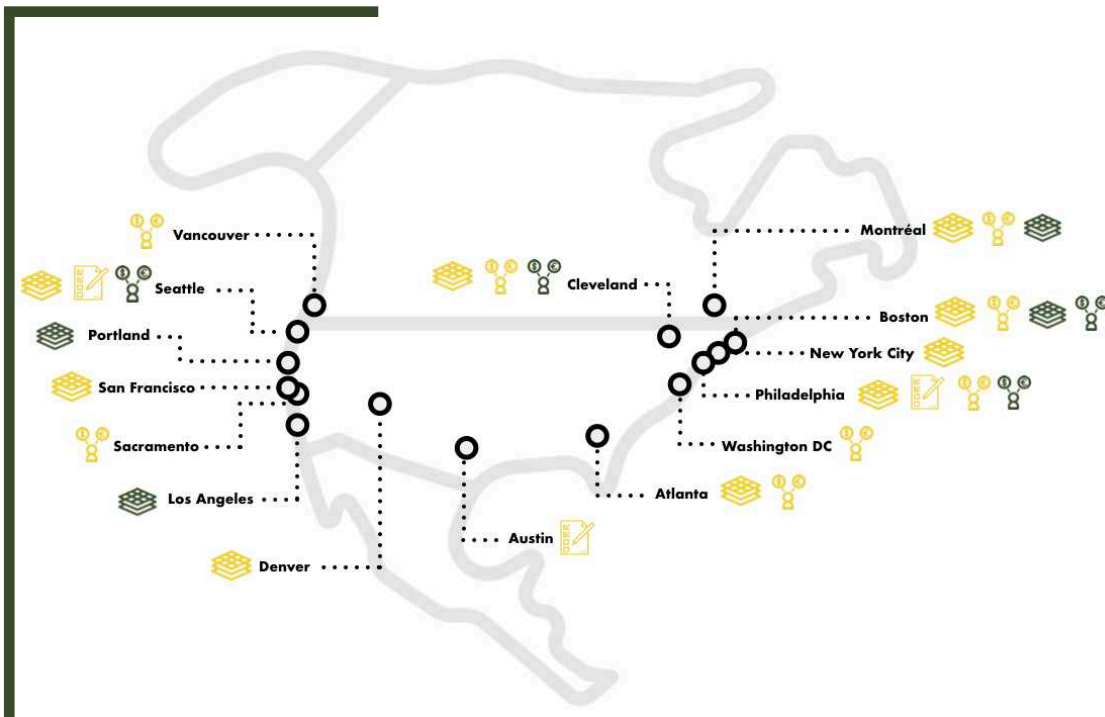 Vancouver
Montréal
Seattle
Cleveland
Boston
Portland
New York City
San Francisco
Philadelphia
Sacramento
Washington DC
Los Angeles
Atlanta
Austin
Denver